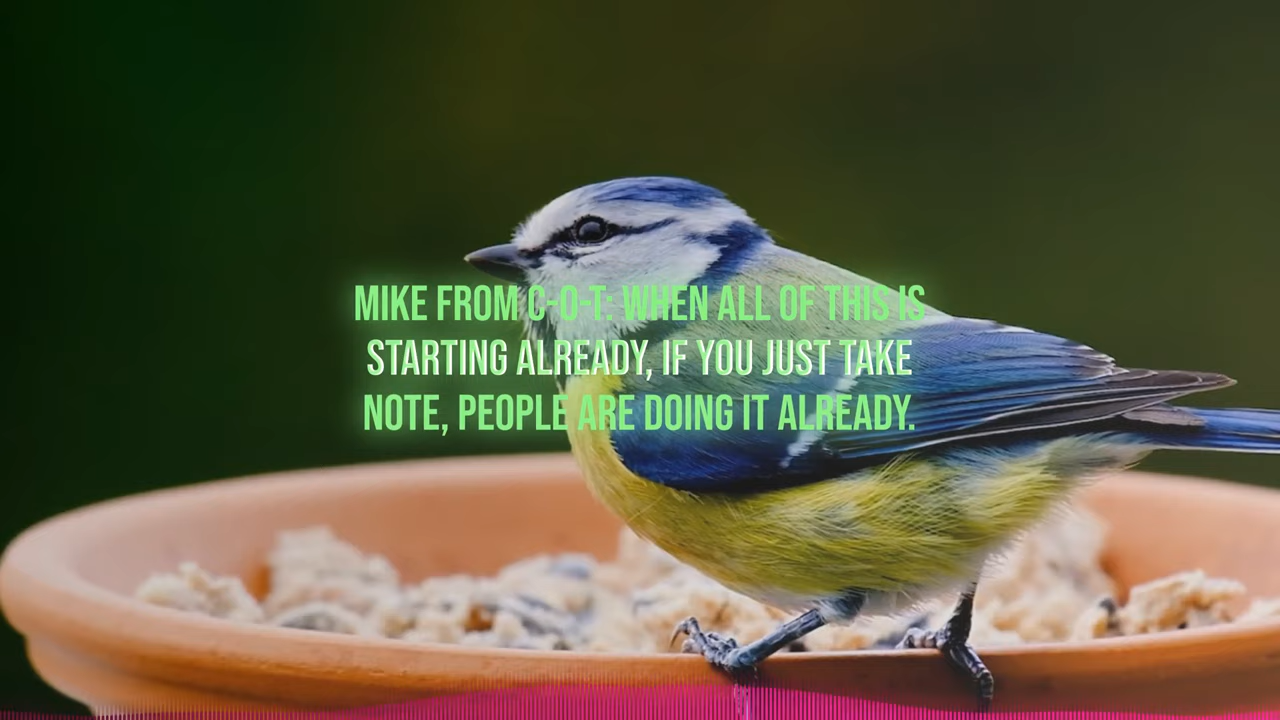 MIKE FROM C-O-T: WHEN ALL OF THIS IS
STARTING ALREADY, IF YOU JUST TAKE
NOTE, PEOPLE ARE DOING IT ALREADY.